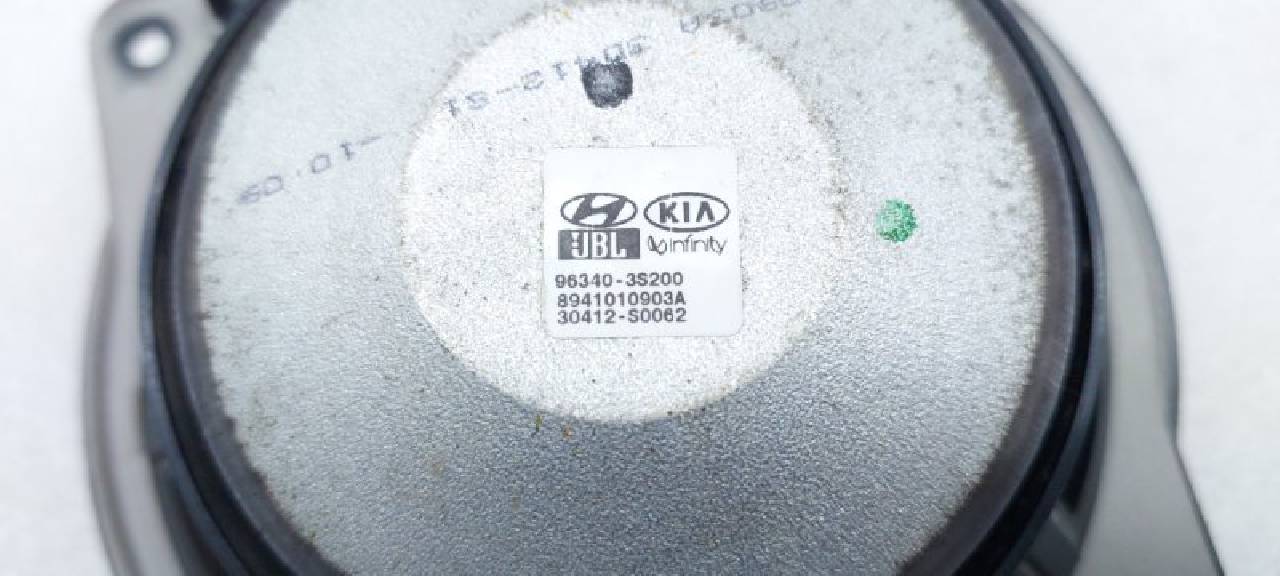 KIA
JBL infinity
96340-3S200
8941010903A
30412-S0062